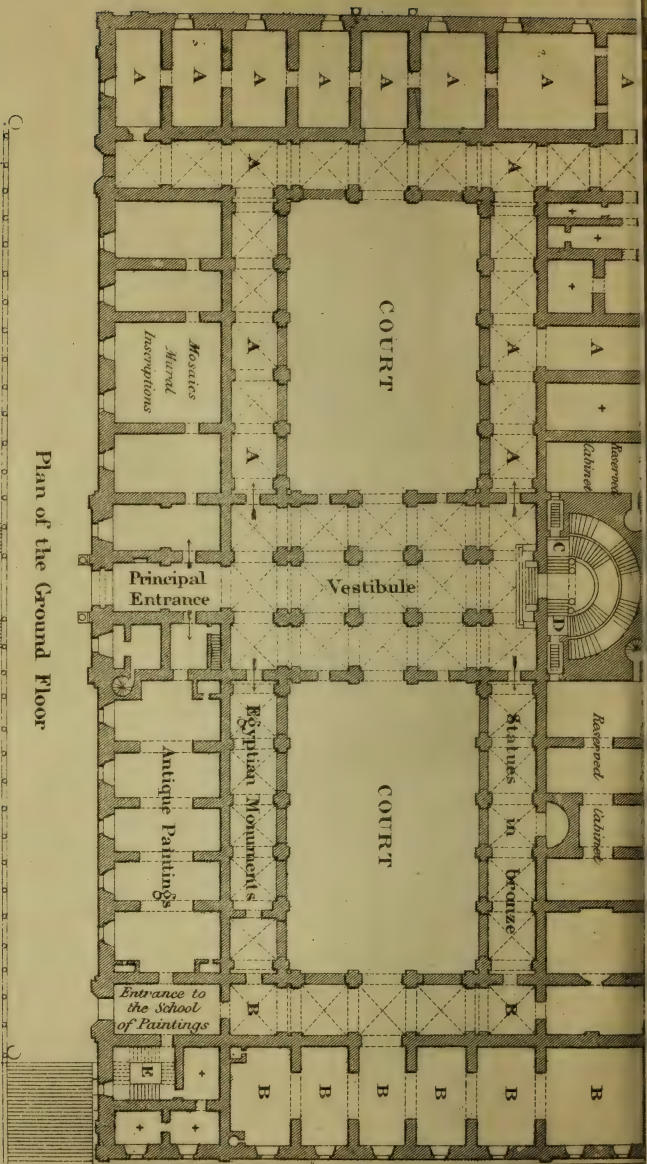 A
A
A
A
A
A
A
A
A
A
COURT
+
+
+
A
A
A
+
Mosaics
Mural
Inscriptions
A
A
Reserved
Cabinet
C
D
Principal
Entrance
Vestibule
Plan of the Ground Floor
Egyptian Monuments
Antique Paintings
COURT
Statues in bronze
Reserved
Cabinet
Entrance to
the School
of Paintings
B
B
E
+
+
+
B
B
B
B
B
B